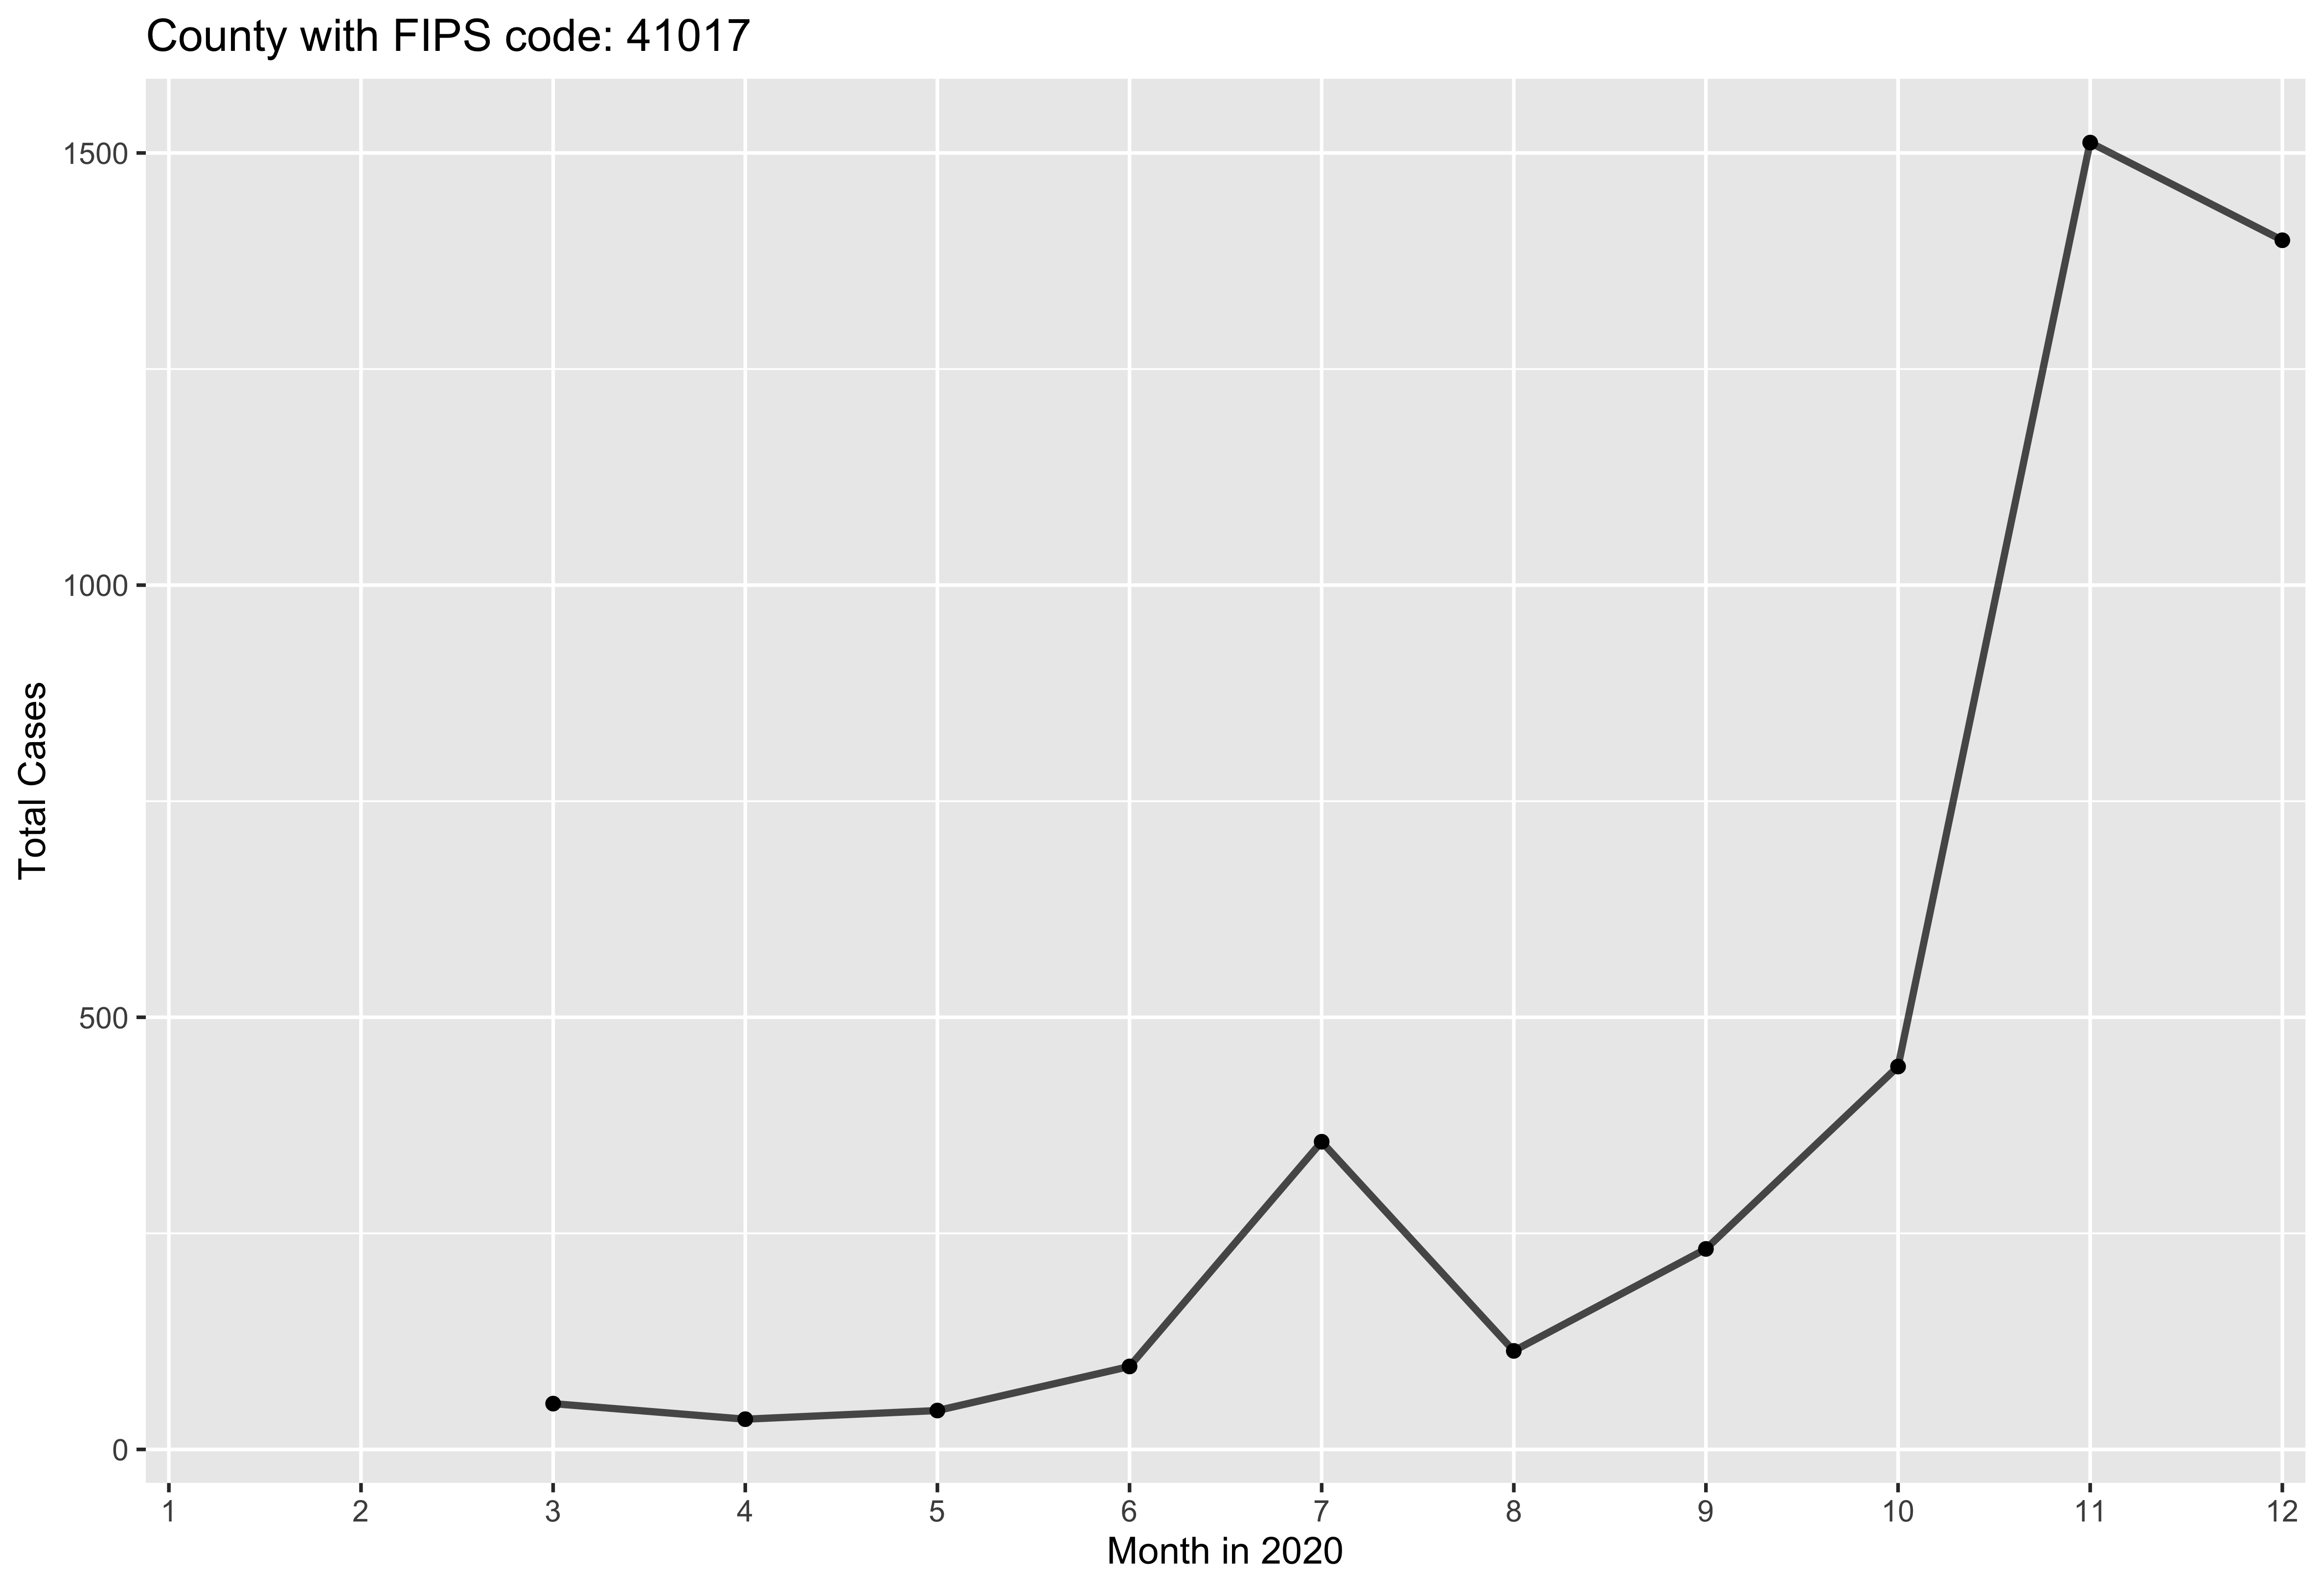 County with FIPS code: 41017
Total Cases
1500
1000
500
0
1 2 3 4 5 6 7 8 9 10 11 12
Month in 2020